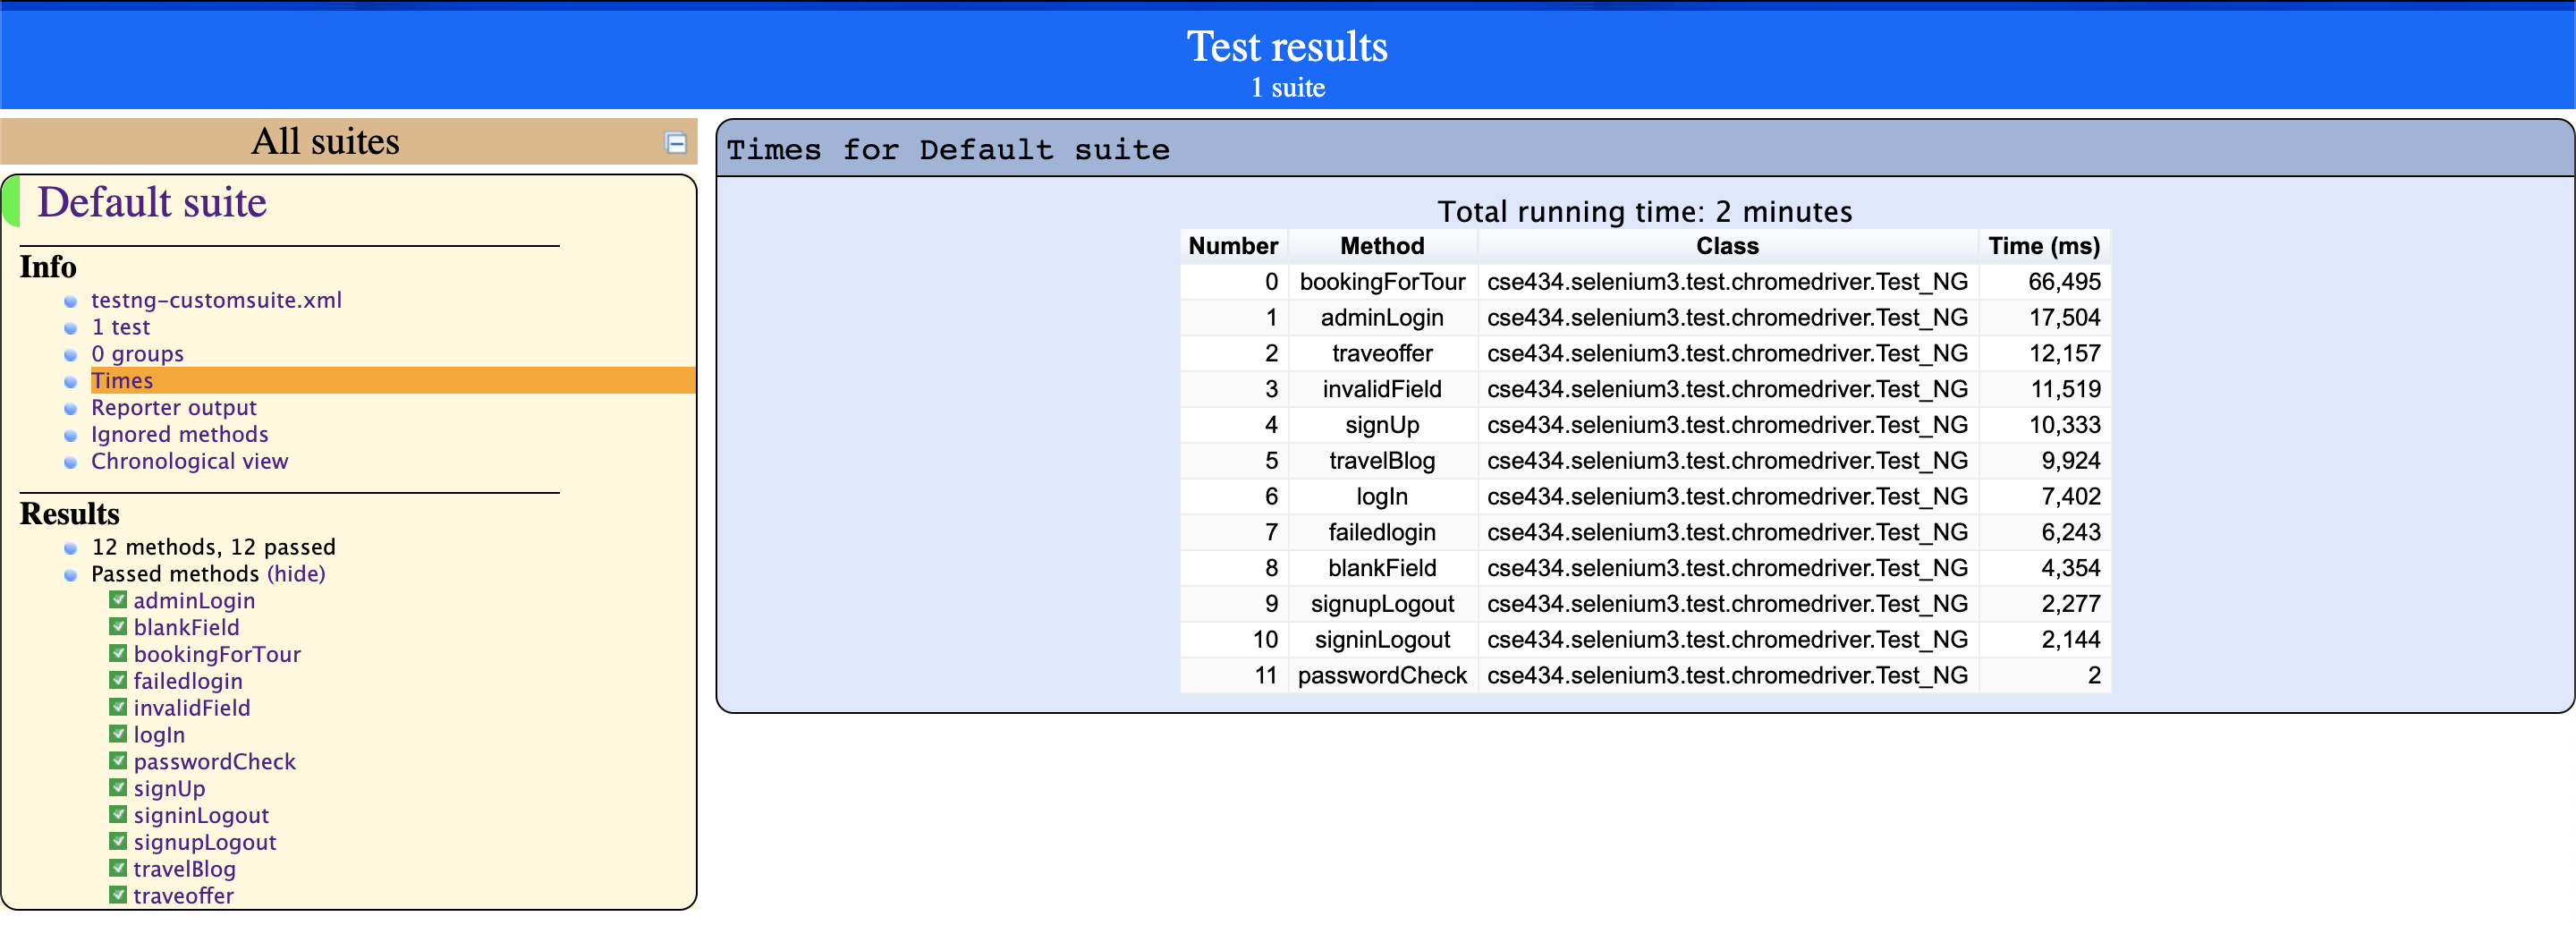 Test results
1 suite
All suites
Default suite
Info
testng-customsuite.xml
1 test
0 groups
Times
Reporter output
Ignored methods
Chronological view
Results
12 methods, 12 passed
Passed methods (hide)
adminLogin
blankField
bookingForTour
failedlogin
invalidField
logIn
passwordCheck
signUp
signinLogout
signupLogout
travelBlog
traveoffer
Times for Default suite
Total running time: 2 minutes
Number Method Class Time (ms)
0 bookingForTour cse434.selenium3.test.chromedriver.Test_NG 66,495
1 adminLogin cse434.selenium3.test.chromedriver.Test_NG 17,504
2 traveoffer cse434.selenium3.test.chromedriver.Test_NG 12,157
3 invalidField cse434.selenium3.test.chromedriver.Test_NG 11,519
4 signUp cse434.selenium3.test.chromedriver.Test_NG 10,333
5 travelBlog cse434.selenium3.test.chromedriver.Test_NG 9,924
6 logIn cse434.selenium3.test.chromedriver.Test_NG 7,402
7 failedlogin cse434.selenium3.test.chromedriver.Test_NG 6,243
8 blankField cse434.selenium3.test.chromedriver.Test_NG 4,354
9 signupLogout cse434.selenium3.test.chromedriver.Test_NG 2,277
10 signinLogout cse434.selenium3.test.chromedriver.Test_NG 2,144
11 passwordCheck cse434.selenium3.test.chromedriver.Test_NG 2